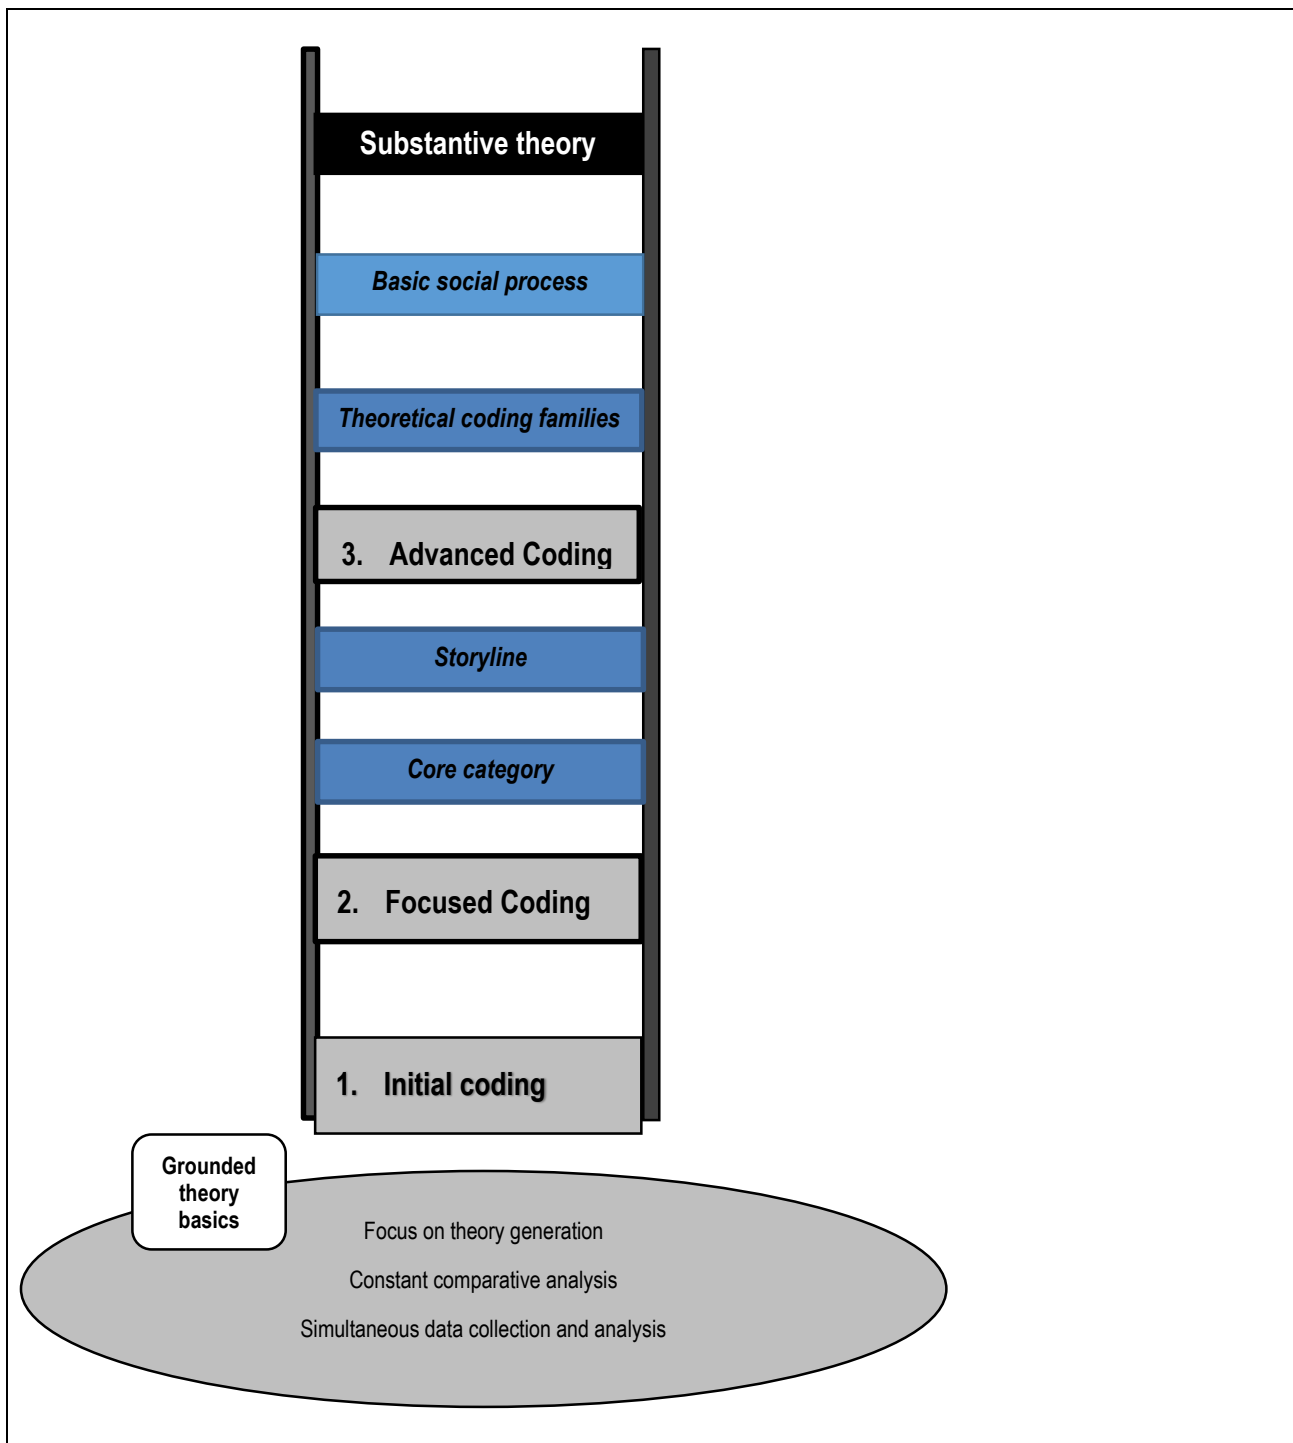 Substantive theory
Basic social process
Theoretical coding families
3. Advanced Coding
Storyline
Core category
2. Focused Coding
1. Initial coding
Grounded
theory
basics
Focus on theory generation
Constant comparative analysis
Simultaneous data collection and analysis